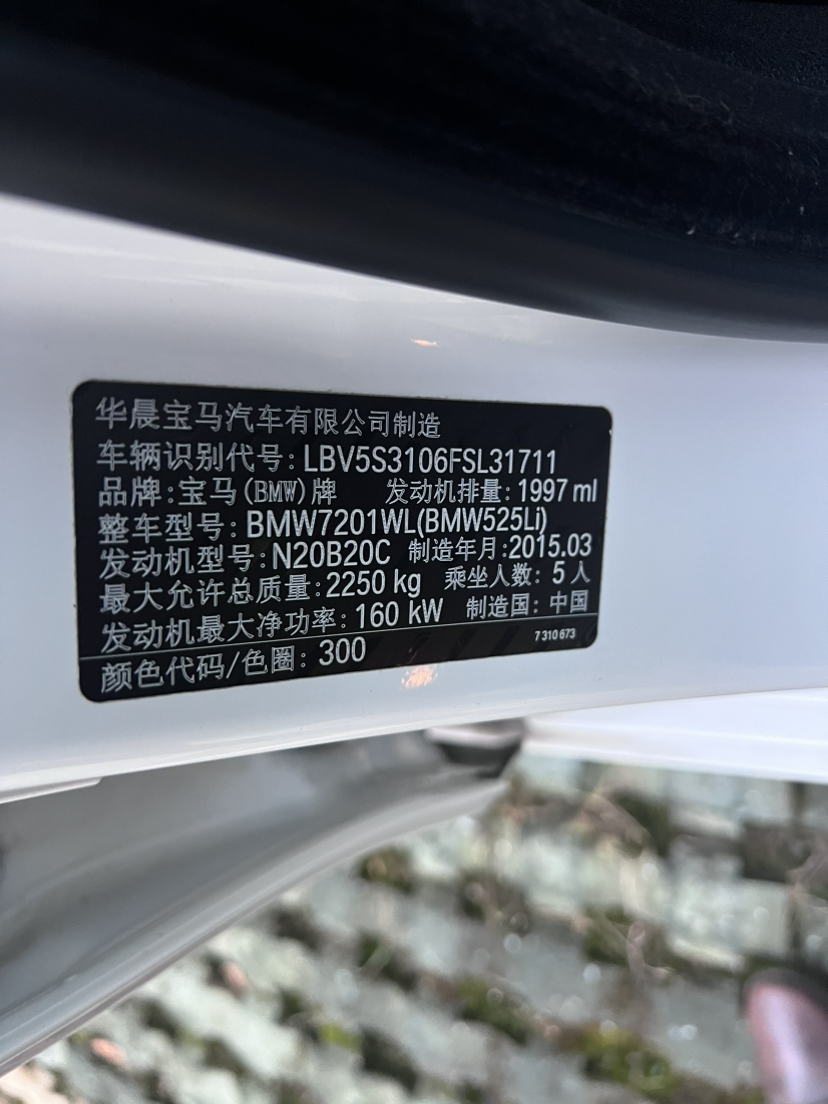 华晨宝马汽车有限公司制造
车辆识别代号: LBV5S3106FSL31711
品牌:宝马(BMW)牌 发动机排量: 1997 ml
整车型号: BMW7201WL(BMW525Li)
发动机型号: N20B20C 制造年月:2015.03
最大允许总质量:2250 kg 乘坐人数: 5 人
发动机最大净功率: 160 kW 制造国: 中国
颜色代码/色圈: 300 7 310 673